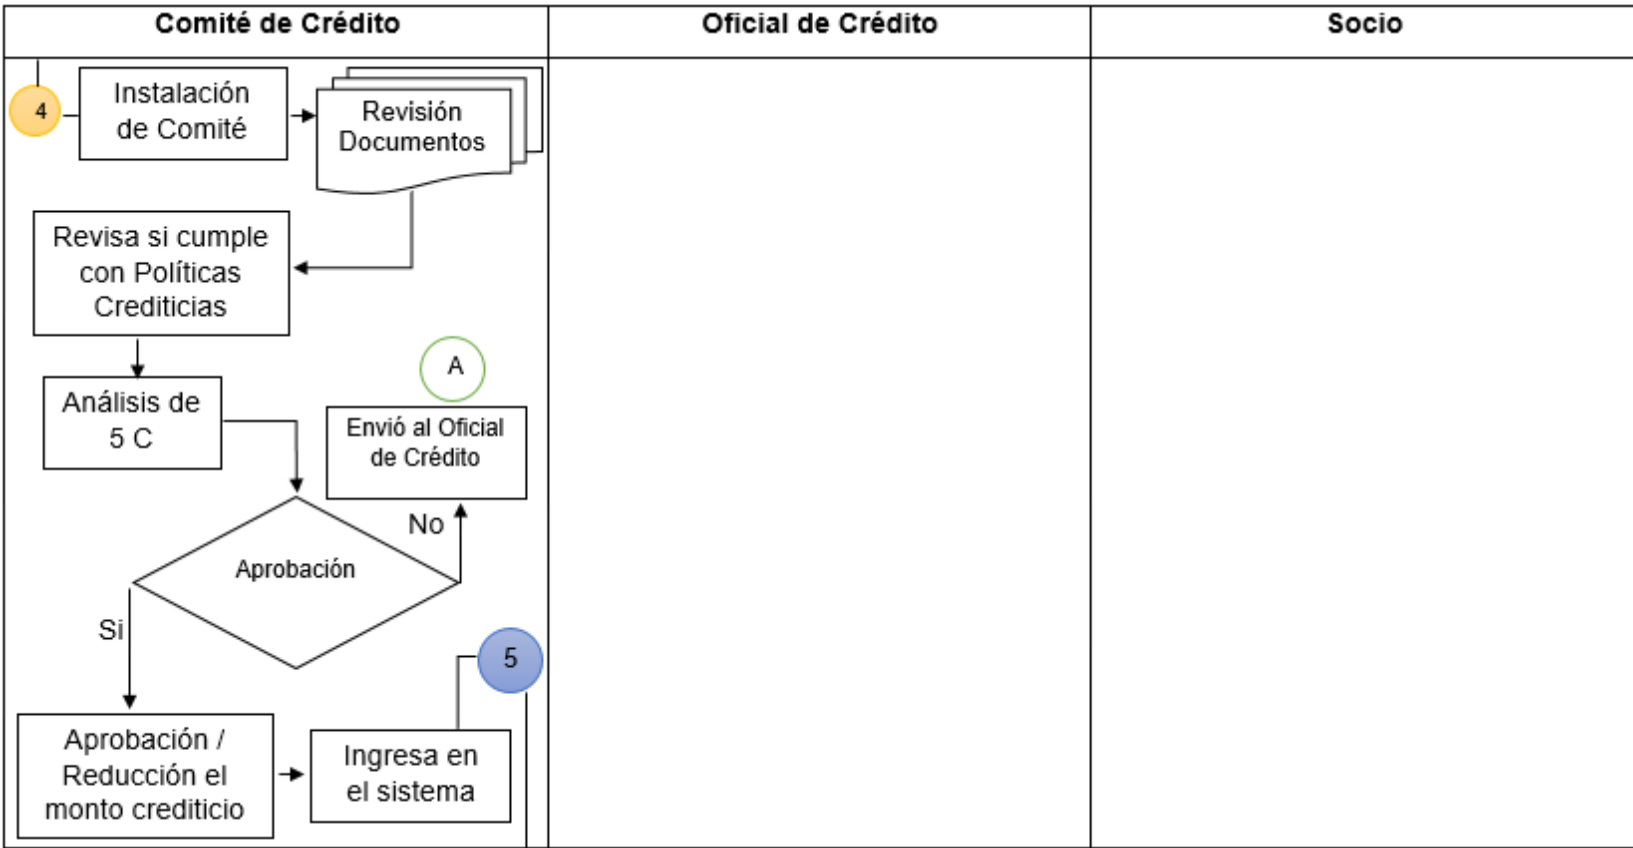 Comité de Crédito
Oficial de Crédito
Socio
4
Instalación
de Comité
Revisión
Documentos
Revisa si cumple
con Políticas
Crediticias
A
Análisis de
5 C
Envió al Oficial
de Crédito
No
Aprobación
Si
5
Aprobación /
Reducción el
monto crediticio
Ingresa en
el sistema